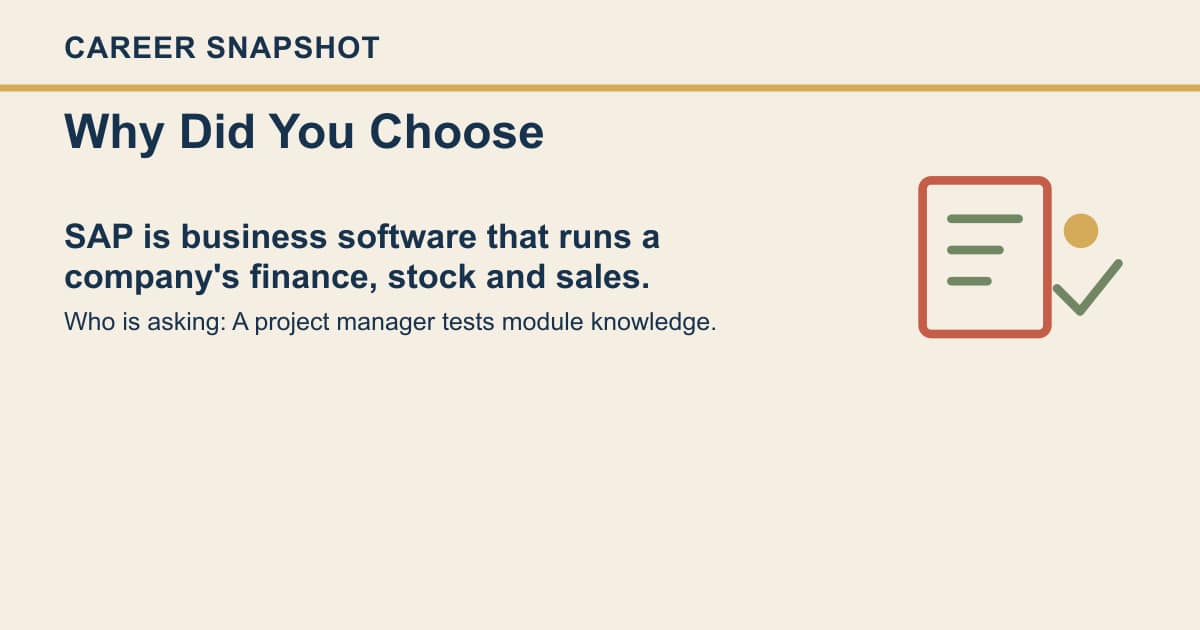 CAREER SNAPSHOT
Why Did You Choose
SAP is business software that runs a
company's finance, stock and sales.
Who is asking: A project manager tests module knowledge.